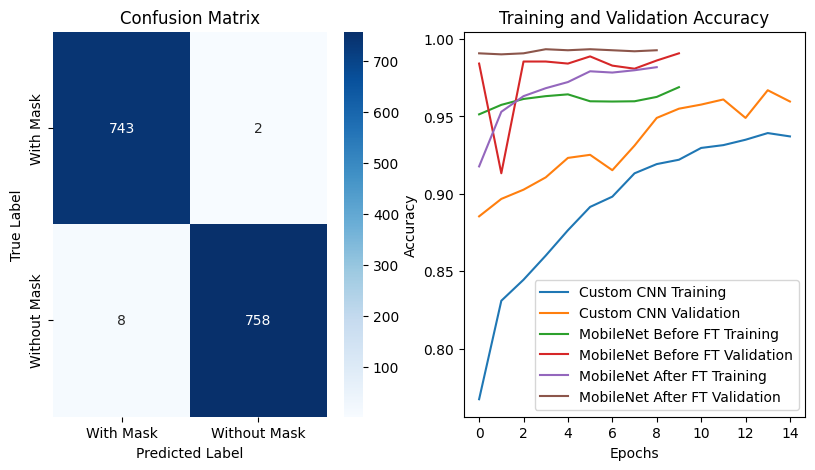 Confusion Matrix
True Label
With Mask
Without Mask
743
2
8
758
With Mask
Without Mask
Predicted Label
700
600
500
400
300
200
100
Training and Validation Accuracy
Accuracy
1.00
0.95
0.90
0.85
0.80
Custom CNN Training
Custom CNN Validation
MobileNet Before FT Training
MobileNet Before FT Validation
MobileNet After FT Training
MobileNet After FT Validation
0 2 4 6 8 10 12 14
Epochs